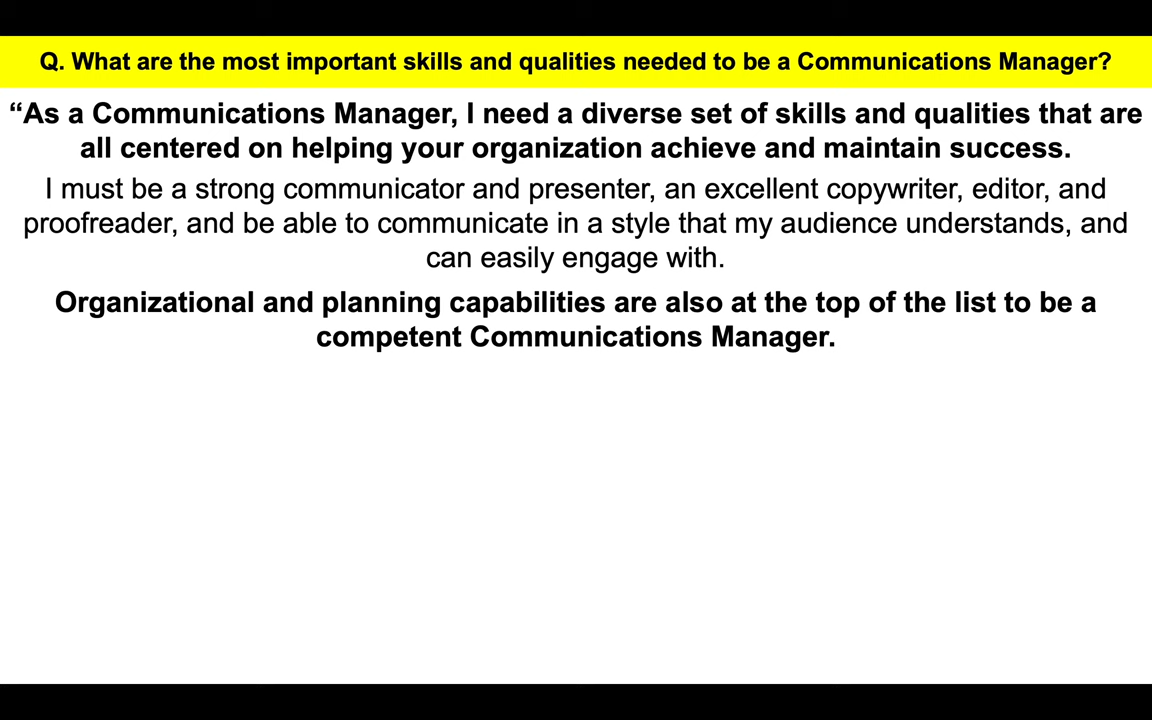 Q. What are the most important skills and qualities needed to be a Communications Manager?
“As a Communications Manager, I need a diverse set of skills and qualities that are
all centered on helping your organization achieve and maintain success.
I must be a strong communicator and presenter, an excellent copywriter, editor, and
proofreader, and be able to communicate in a style that my audience understands, and
can easily engage with.
Organizational and planning capabilities are also at the top of the list to be a
competent Communications Manager.